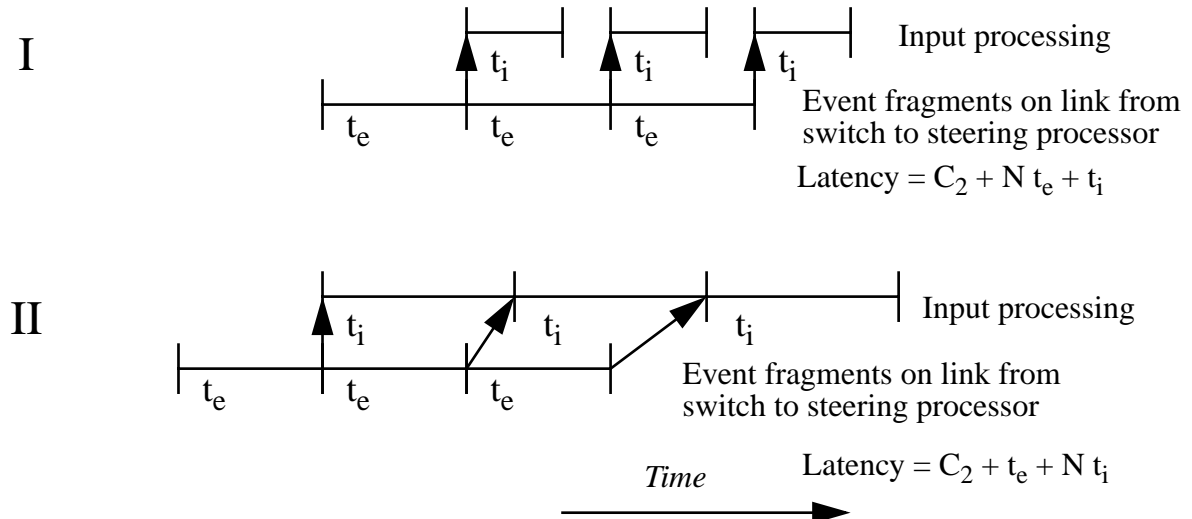 I
Input processing
t_i t_i t_i
Event fragments on link from
switch to steering processor
t_e t_e t_e
Latency = C_2 + N t_e + t_i
II
Input processing
t_i t_i t_i
Event fragments on link from
switch to steering processor
t_e t_e t_e
Latency = C_2 + t_e + N t_i
Time